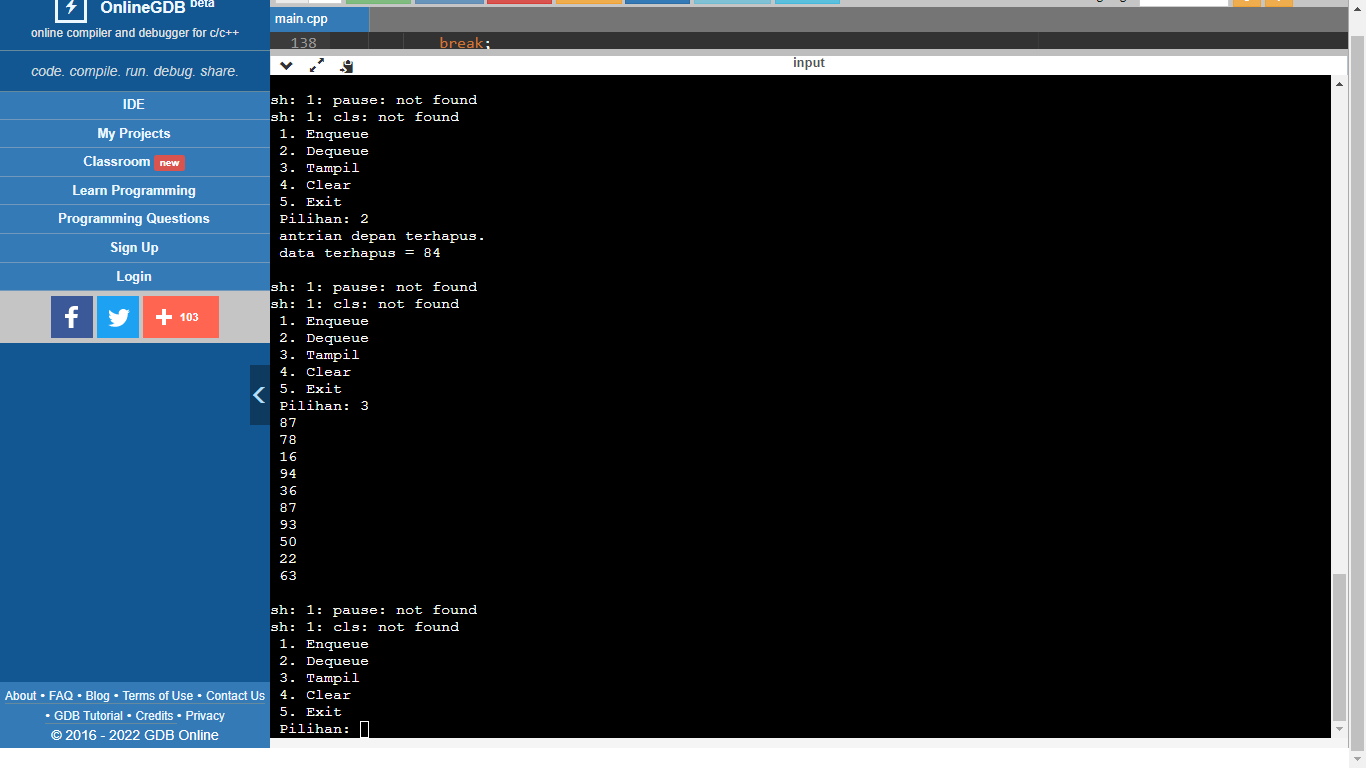 OnlineGDB beta
online compiler and debugger for c/c++
code. compile. run. debug. share.
IDE
My Projects
Classroom new
Learn Programming
Programming Questions
Sign Up
Login
103
About • FAQ • Blog • Terms of Use • Contact Us
• GDB Tutorial • Credits • Privacy
© 2016 - 2022 GDB Online
main.cpp
138 break;
input
sh: 1: pause: not found
sh: 1: cls: not found
1. Enqueue
2. Dequeue
3. Tampil
4. Clear
5. Exit
Pilihan: 2
antrian depan terhapus.
data terhapus = 84
sh: 1: pause: not found
sh: 1: cls: not found
1. Enqueue
2. Dequeue
3. Tampil
4. Clear
5. Exit
Pilihan: 3
87
78
16
94
36
87
93
50
22
63
sh: 1: pause: not found
sh: 1: cls: not found
1. Enqueue
2. Dequeue
3. Tampil
4. Clear
5. Exit
Pilihan: